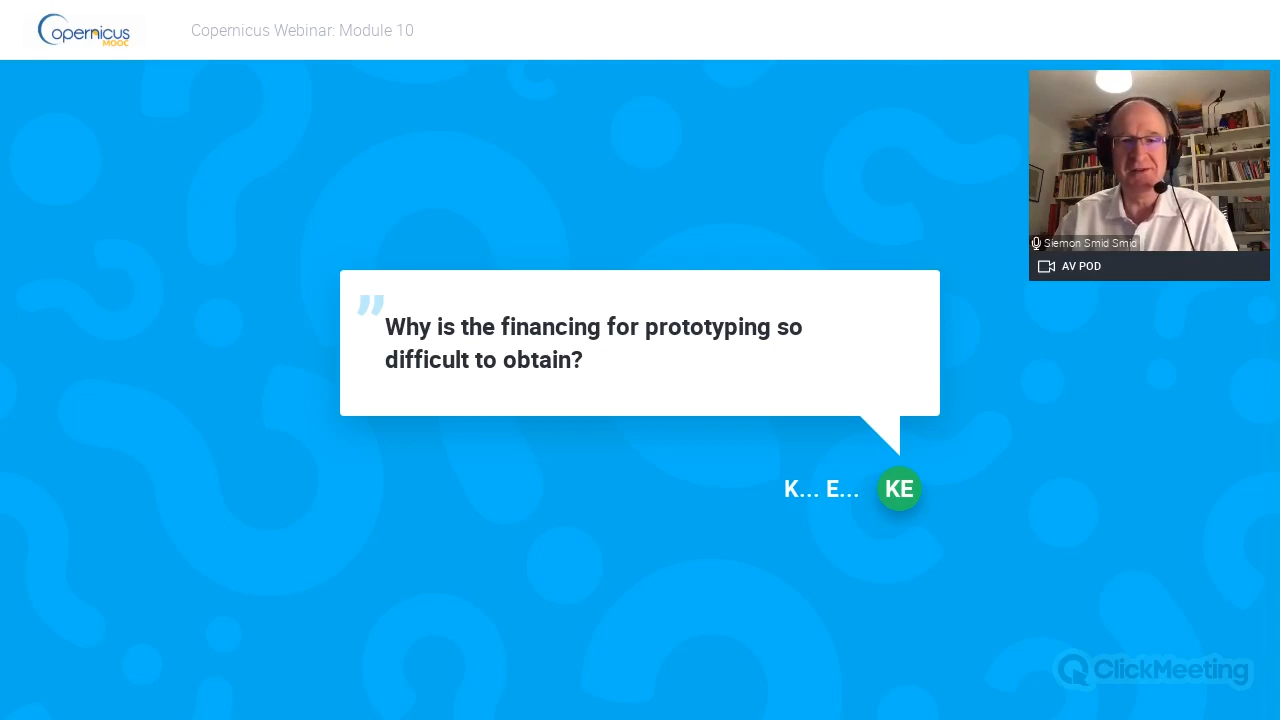 Copernicus
MOOC
Copernicus Webinar: Module 10
Siemon Smid Smid
AV POD
"
Why is the financing for prototyping so
difficult to obtain?
K... E...
KE
ClickMeeting